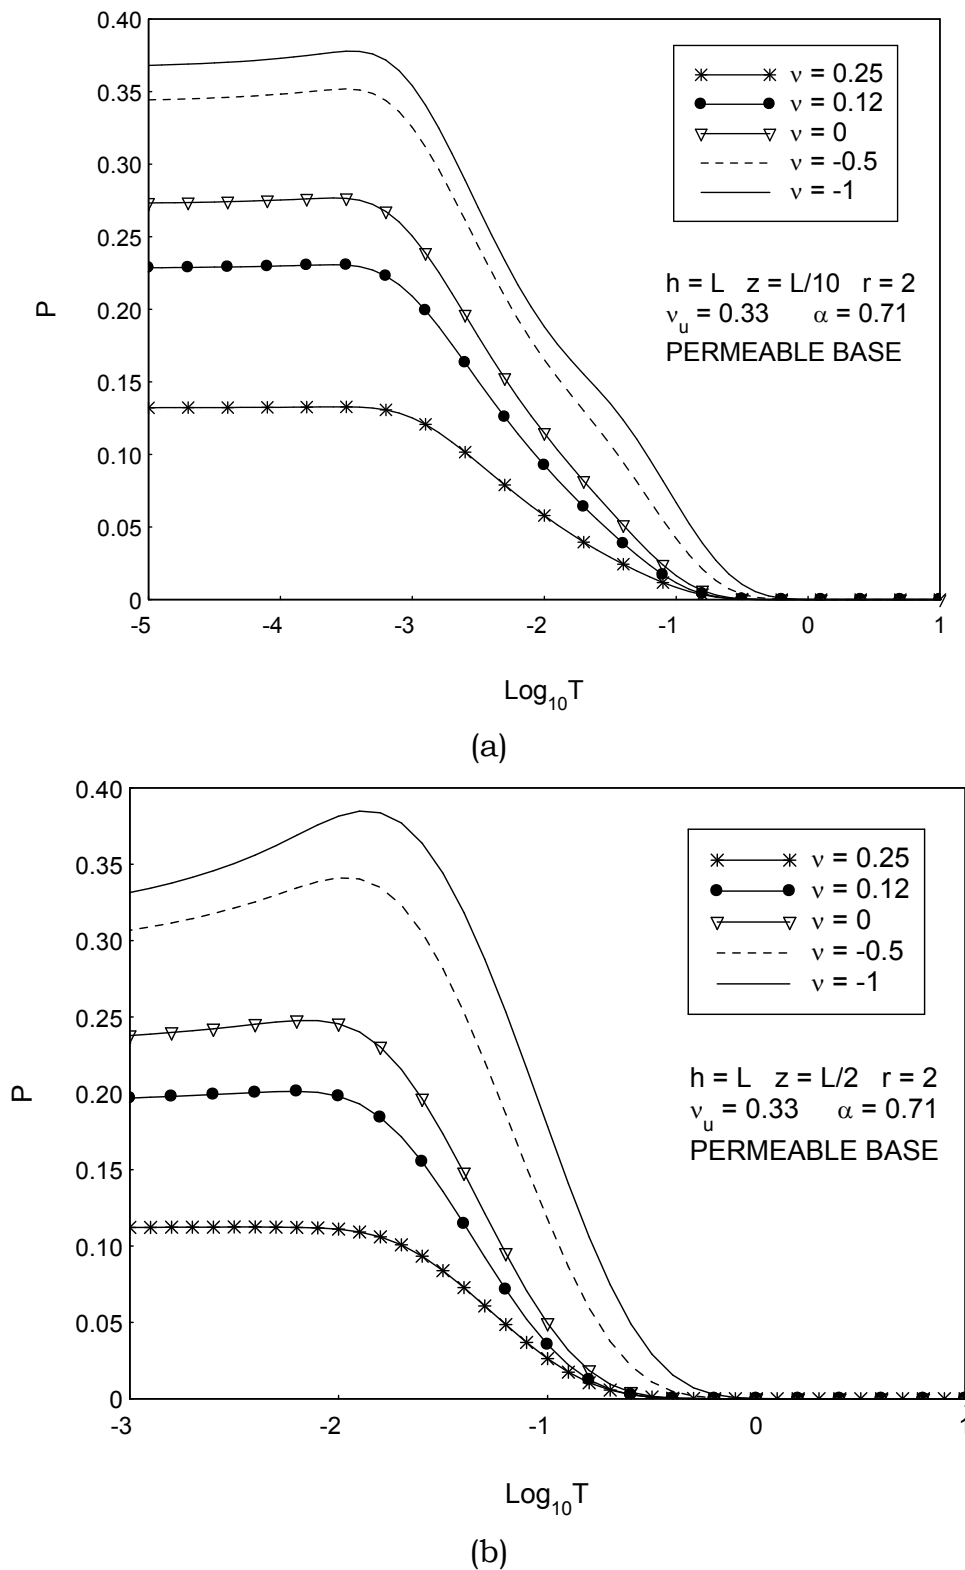 0.40
0.35
0.30
0.25
0.20
0.15
0.10
0.05
0
P
ν = 0.25
ν = 0.12
ν = 0
ν = -0.5
ν = -1
h = L z = L/10 r = 2
ν_u = 0.33 α = 0.71
PERMEABLE BASE
-5 -4 -3 -2 -1 0 1
Log₁₀T
(a)
0.40
0.35
0.30
0.25
0.20
0.15
0.10
0.05
0
P
ν = 0.25
ν = 0.12
ν = 0
ν = -0.5
ν = -1
h = L z = L/2 r = 2
ν_u = 0.33 α = 0.71
PERMEABLE BASE
-3 -2 -1 0 1
Log₁₀T
(b)